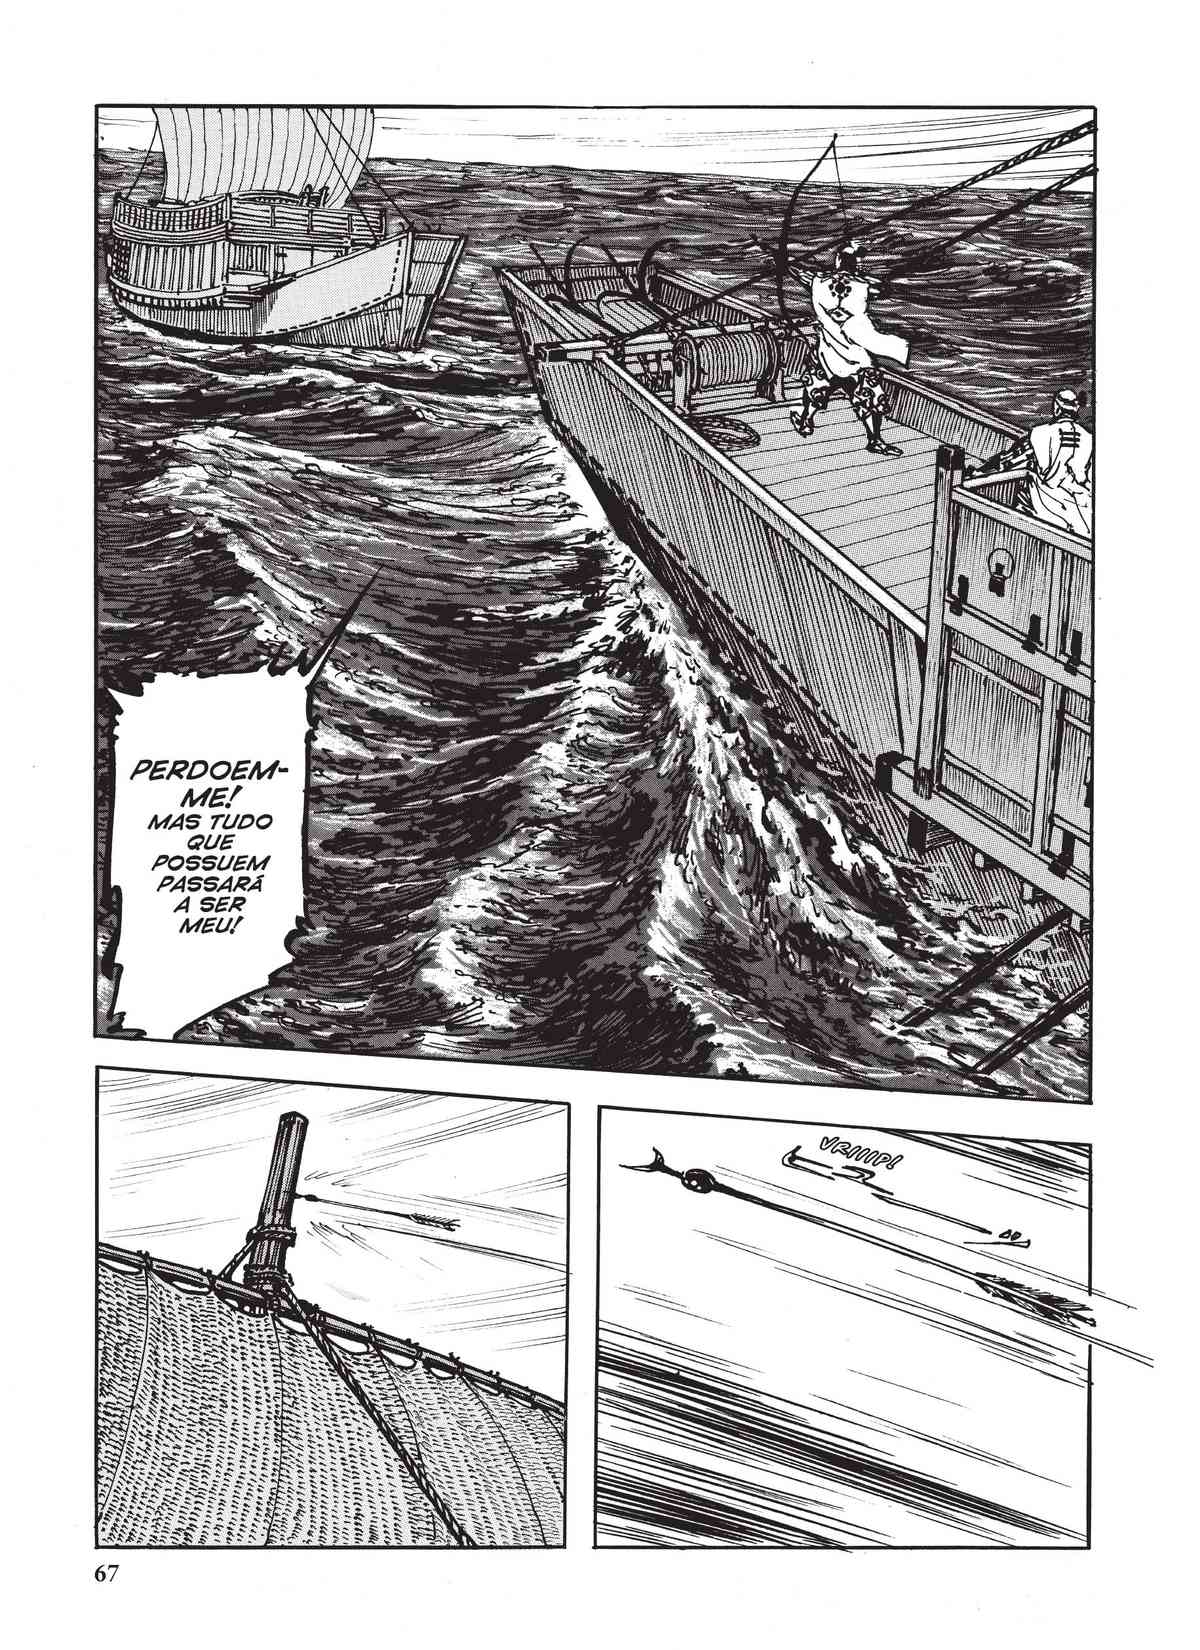 PERDOEM-
ME!
MAS TUDO
QUE
POSSUEM
PASSARÁ
A SER
MEU!
VRIIIP!
67